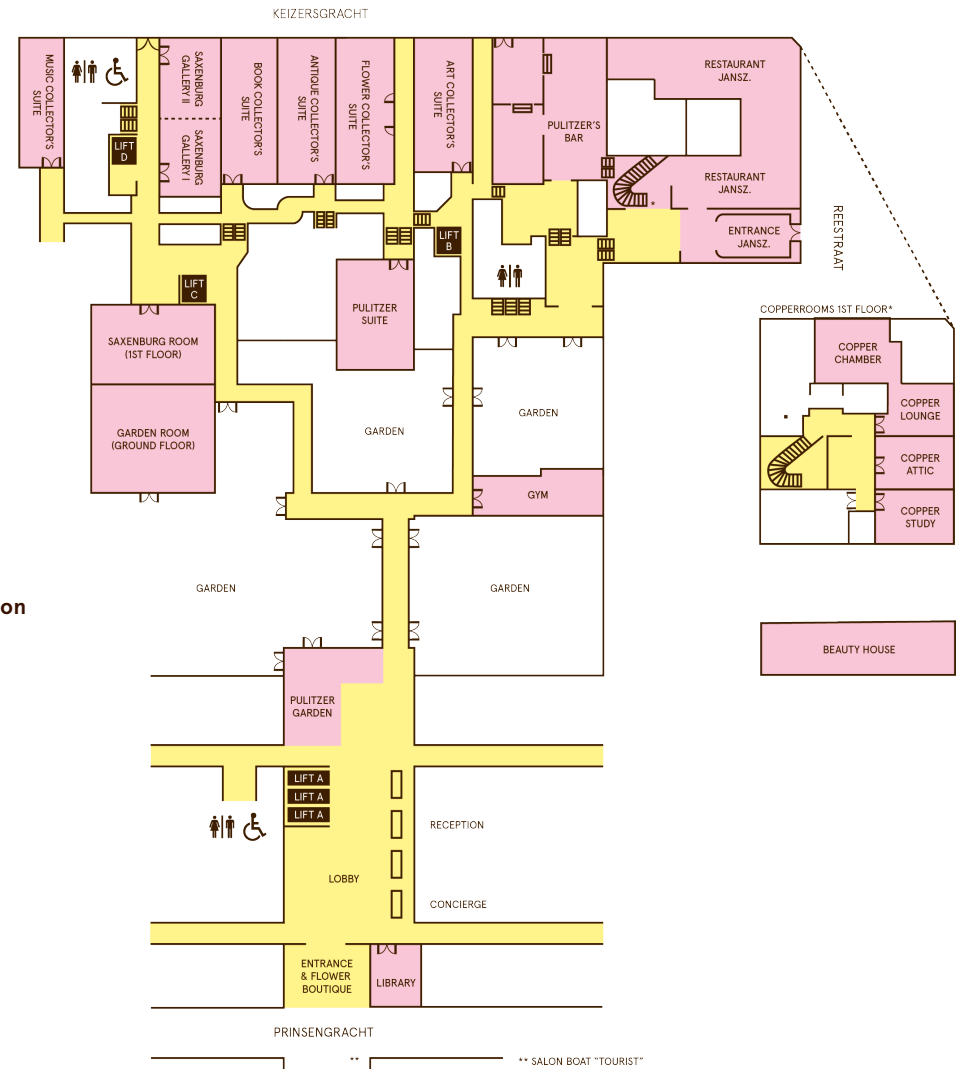 KEIZERSGRACHT
MUSIC COLLECTOR'S
SUITE
SAXENBURG
GALLERY II
SAXENBURG
GALLERY I
BOOK COLLECTOR'S
SUITE
ANTIQUE COLLECTOR'S
SUITE
FLOWER COLLECTOR'S
SUITE
ART COLLECTOR'S
SUITE
PULITZER'S
BAR
RESTAURANT
JANSZ.
RESTAURANT
JANSZ.
*
ENTRANCE
JANSZ.
REESTRAAT
LIFT
D
LIFT
B
LIFT
C
PULITZER
SUITE
SAXENBURG ROOM
(1ST FLOOR)
GARDEN ROOM
(GROUND FLOOR)
GARDEN
GARDEN
GYM
COPPERROOMS 1ST FLOOR*
COPPER
CHAMBER
COPPER
LOUNGE
COPPER
ATTIC
COPPER
STUDY
GARDEN
GARDEN
on
BEAUTY HOUSE
PULITZER
GARDEN
LIFT A
LIFT A
LIFT A
RECEPTION
LOBBY
CONCIERGE
ENTRANCE
& FLOWER
BOUTIQUE
LIBRARY
PRINSENGRACHT
**
** SALON BOAT "TOURIST"